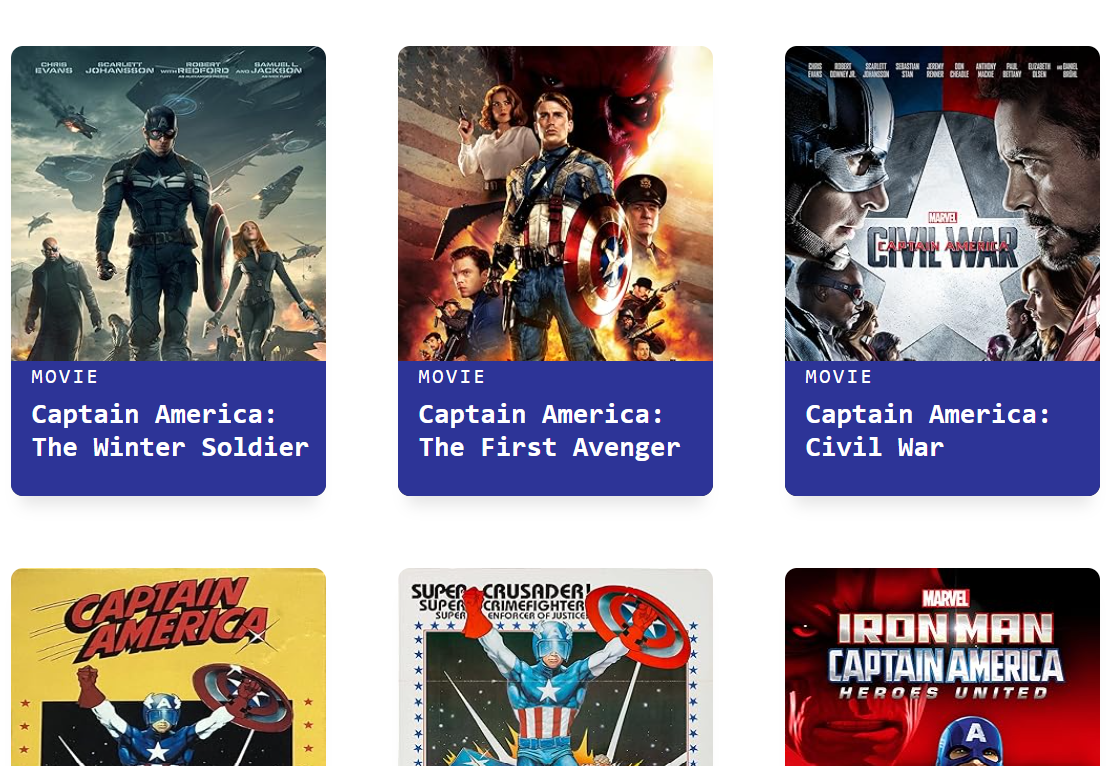 CHRIS EVANS
SCARLETT JOHANSSON
WITH ROBERT REDFORD
AND SAMUEL L. JACKSON
MOVIE
Captain America:
The Winter Soldier
MOVIE
Captain America:
The First Avenger
CHRIS EVANS
ROBERT DOWNEY JR.
SCARLETT JOHANSSON
SEBASTIAN STAN
JEREMY RENNER
DON CHEADLE
ANTHONY MACKIE
PAUL BETTANY
ELIZABETH OLSEN
AND DANIEL BRÜHL
MARVEL
CAPTAIN AMERICA
CIVIL WAR
MOVIE
Captain America:
Civil War
CAPTAIN
AMERICA
SUPER CRUSADER!
SUPER CRIMEFIGHTER
SUPER ENFORCER OF JUSTICE
MARVEL
IRON MAN
CAPTAIN AMERICA
HEROES UNITED
A